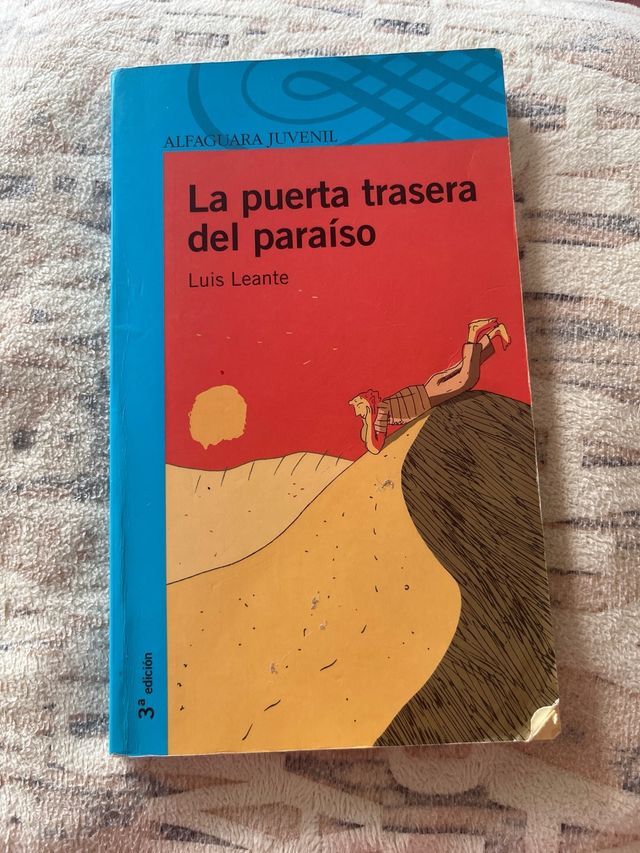 ALFAGUARA JUVENIL
La puerta trasera
del paraíso
Luis Leante
3ª edición